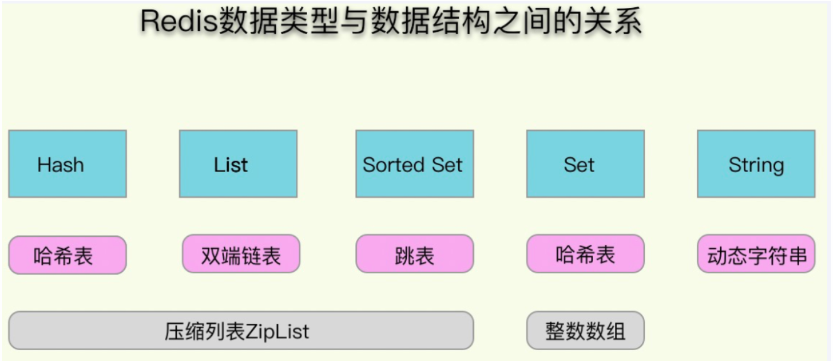 Redis数据类型与数据结构之间的关系
Hash List Sorted Set Set String
哈希表 双端链表 跳表 哈希表 动态字符串
压缩列表ZipList 整数数组